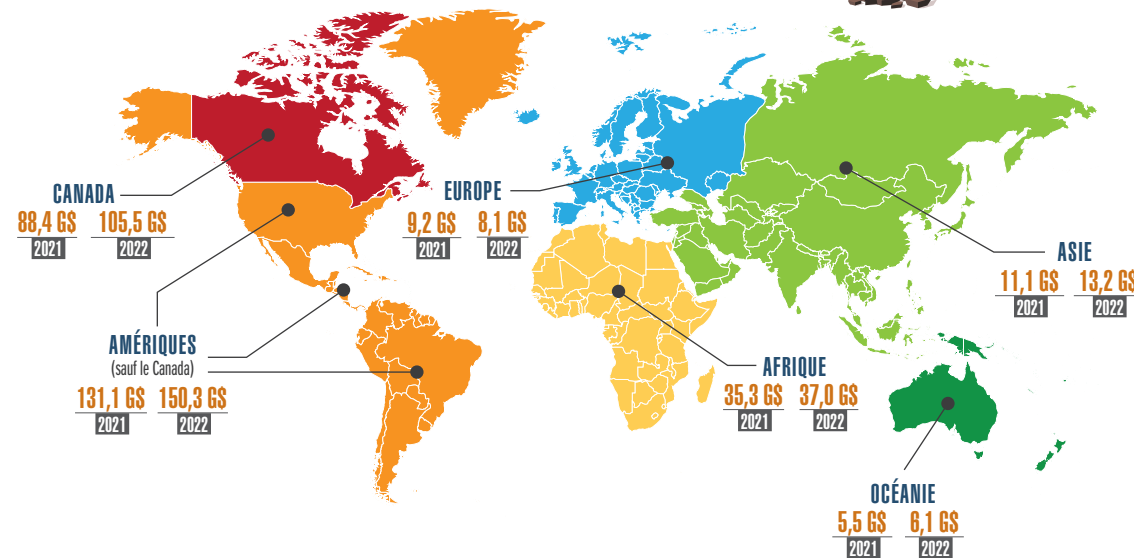 CANADA
88,4 G$ 105,5 G$
2021 2022
EUROPE
9,2 G$ 8,1 G$
2021 2022
ASIE
11,1 G$ 13,2 G$
2021 2022
AMÉRIQUES
(sauf le Canada)
131,1 G$ 150,3 G$
2021 2022
AFRIQUE
35,3 G$ 37,0 G$
2021 2022
OCÉANIE
5,5 G$ 6,1 G$
2021 2022